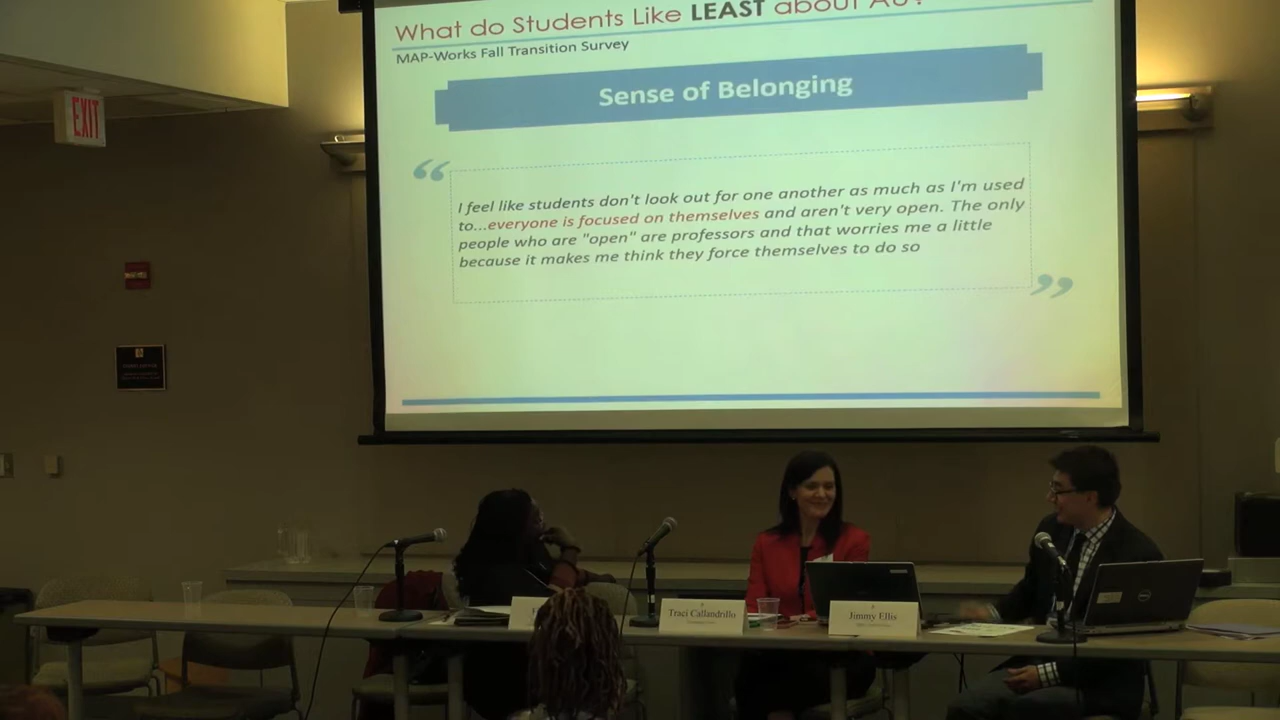 What do Students Like LEAST about AU?
MAP-Works Fall Transition Survey
Sense of Belonging
EXIT
“
I feel like students don't look out for one another as much as I'm used
to...everyone is focused on themselves and aren't very open. The only
people who are "open" are professors and that worries me a little
because it makes me think they force themselves to do so
”
Traci Callandrillo
Jimmy Ellis
DELL